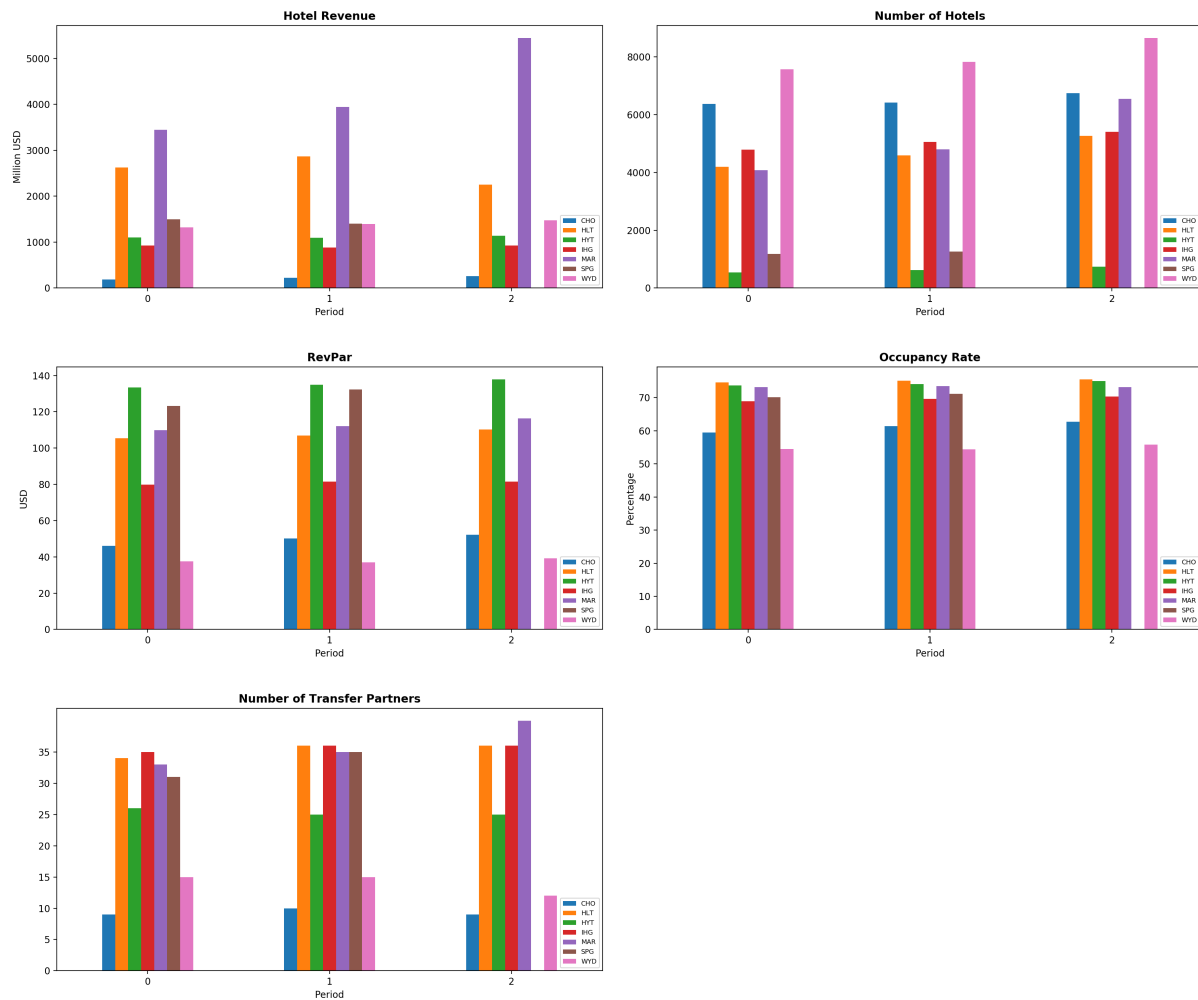 Hotel Revenue
Million USD
5000
4000
3000
2000
1000
0
0 1 2
Period
CHO
HLT
HYT
IHG
MAR
SPG
WYD
Number of Hotels
8000
6000
4000
2000
0
0 1 2
Period
CHO
HLT
HYT
IHG
MAR
SPG
WYD
RevPar
USD
140
120
100
80
60
40
20
0
0 1 2
Period
CHO
HLT
HYT
IHG
MAR
SPG
WYD
Occupancy Rate
Percentage
70
60
50
40
30
20
10
0
0 1 2
Period
CHO
HLT
HYT
IHG
MAR
SPG
WYD
Number of Transfer Partners
35
30
25
20
15
10
5
0
0 1 2
Period
CHO
HLT
HYT
IHG
MAR
SPG
WYD